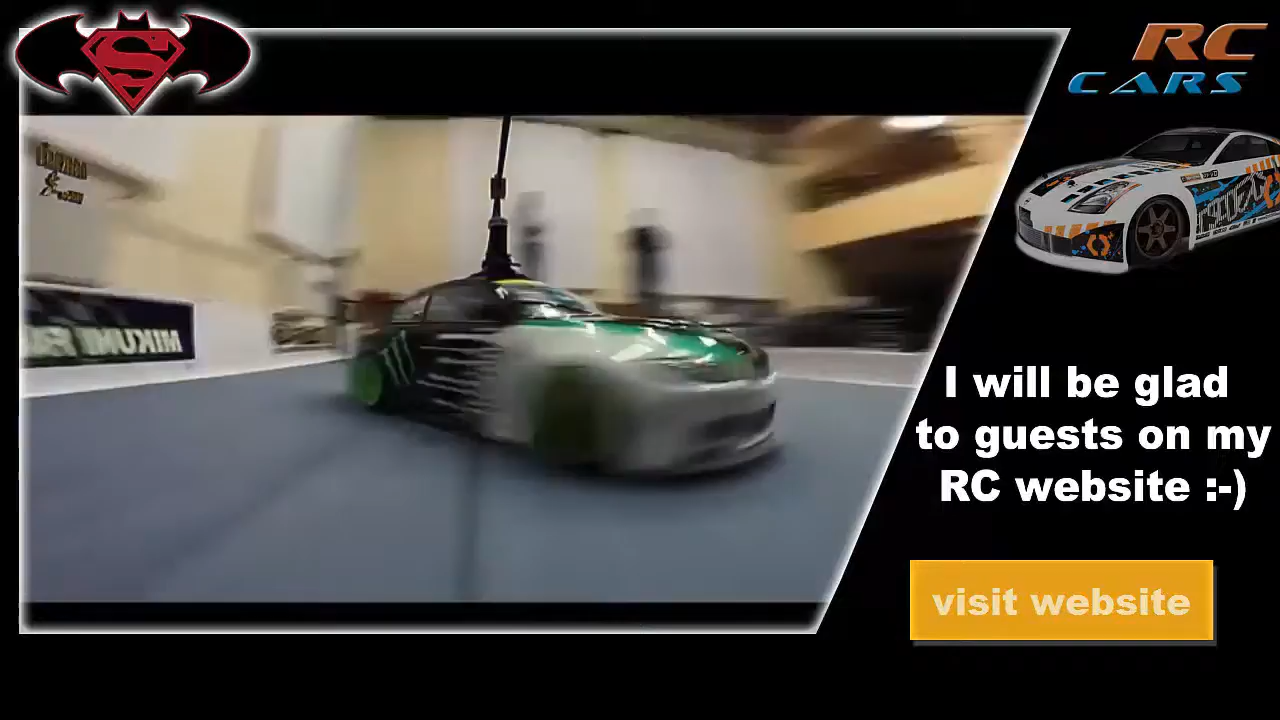 RC
CARS
I will be glad
to guests on my
RC website :-)
visit website